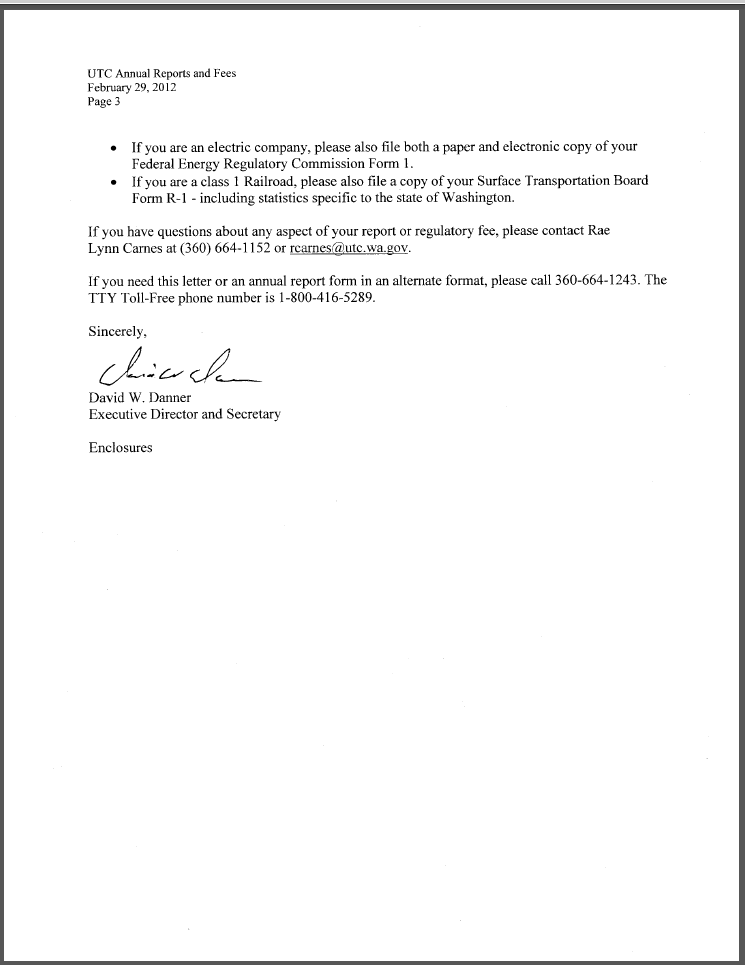 UTC Annual Reports and Fees
February 29, 2012
Page 3
• If you are an electric company, please also file both a paper and electronic copy of your
Federal Energy Regulatory Commission Form 1.
• If you are a class 1 Railroad, please also file a copy of your Surface Transportation Board
Form R-1 - including statistics specific to the state of Washington.
If you have questions about any aspect of your report or regulatory fee, please contact Rae
Lynn Carnes at (360) 664-1152 or rcarnes@utc.wa.gov.
If you need this letter or an annual report form in an alternate format, please call 360-664-1243. The
TTY Toll-Free phone number is 1-800-416-5289.
Sincerely,
David W. Danner
Executive Director and Secretary
Enclosures